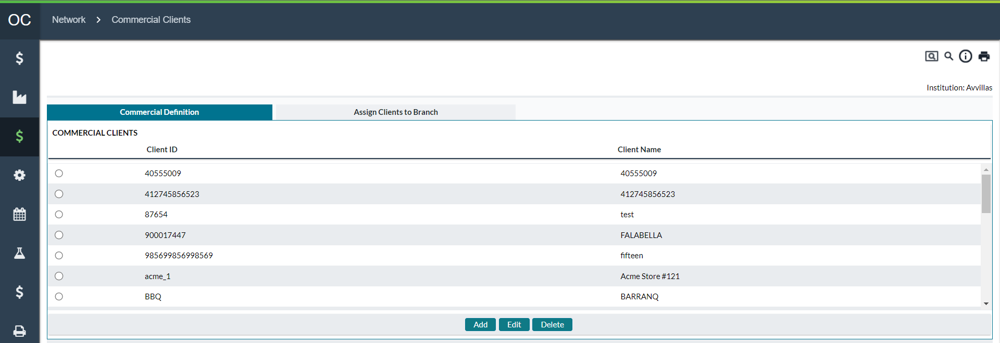 OC
Network > Commercial Clients
Institution: Avvillas
Commercial Definition Assign Clients to Branch
COMMERCIAL CLIENTS
Client ID Client Name
40555009 40555009
412745856523 412745856523
87654 test
900017447 FALABELLA
985699856998569 fifteen
acme_1 Acme Store #121
BBQ BARRANQ
Add Edit Delete